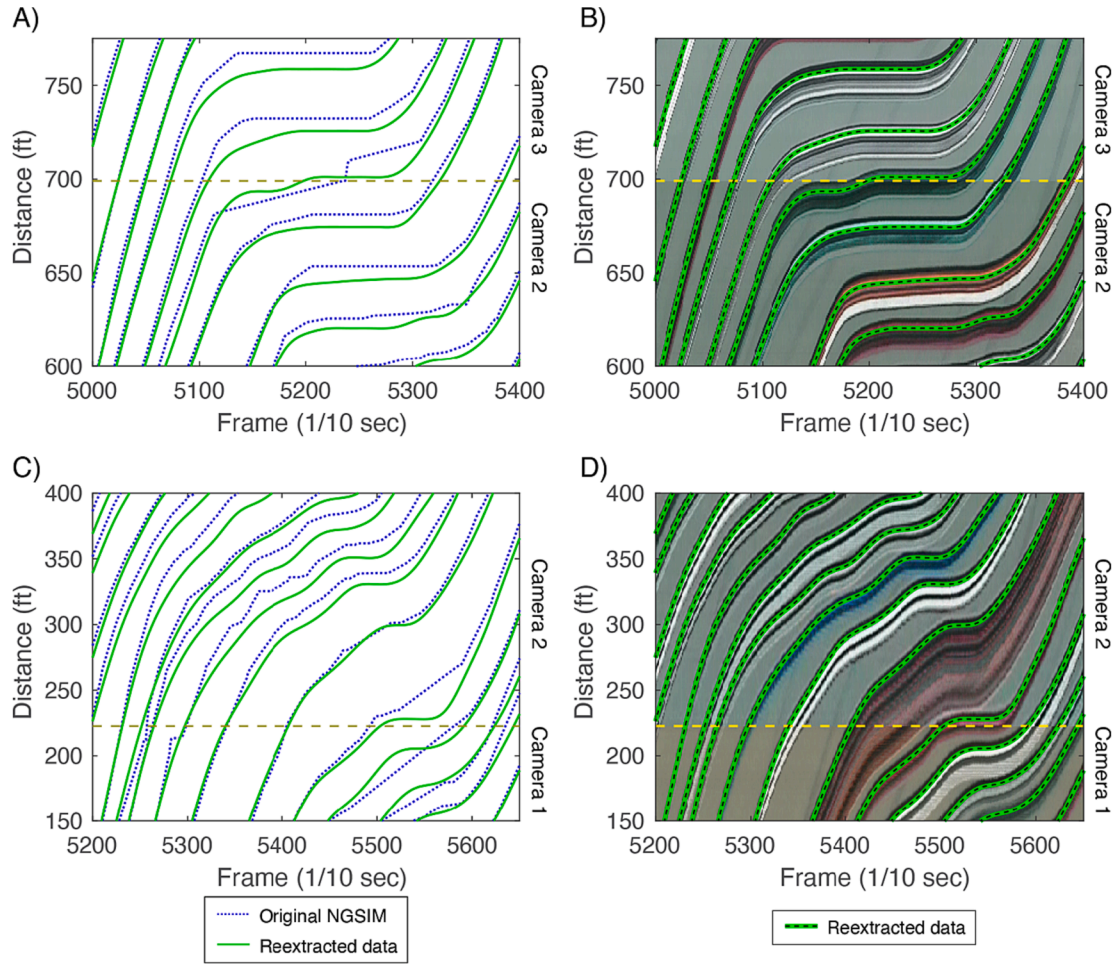 A)
B)
750
700
650
600
Distance (ft)
5000
5100
5200
5300
5400
Frame (1/10 sec)
Camera 3
Camera 2
750
700
650
600
Distance (ft)
5000
5100
5200
5300
5400
Frame (1/10 sec)
Camera 3
Camera 2
C)
D)
400
350
300
250
200
150
Distance (ft)
5200
5300
5400
5500
5600
Frame (1/10 sec)
Camera 2
Camera 1
400
350
300
250
200
150
Distance (ft)
5200
5300
5400
5500
5600
Frame (1/10 sec)
Camera 2
Camera 1
Original NGSIM
Reextracted data
Reextracted data